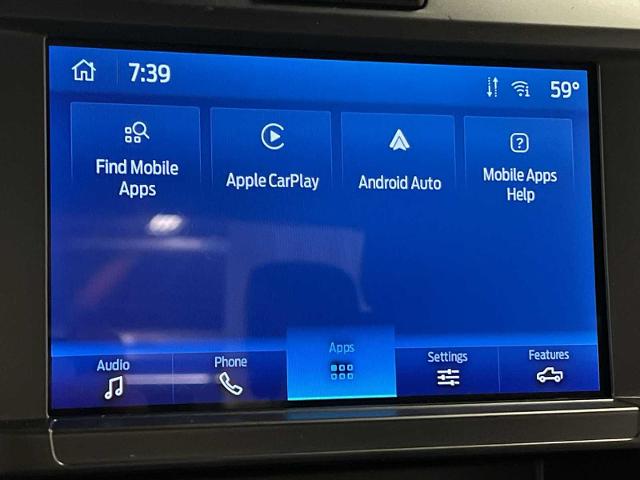 7:39
59°
Find Mobile
Apps
Apple CarPlay
Android Auto
Mobile Apps
Help
Audio
Phone
Apps
Settings
Features